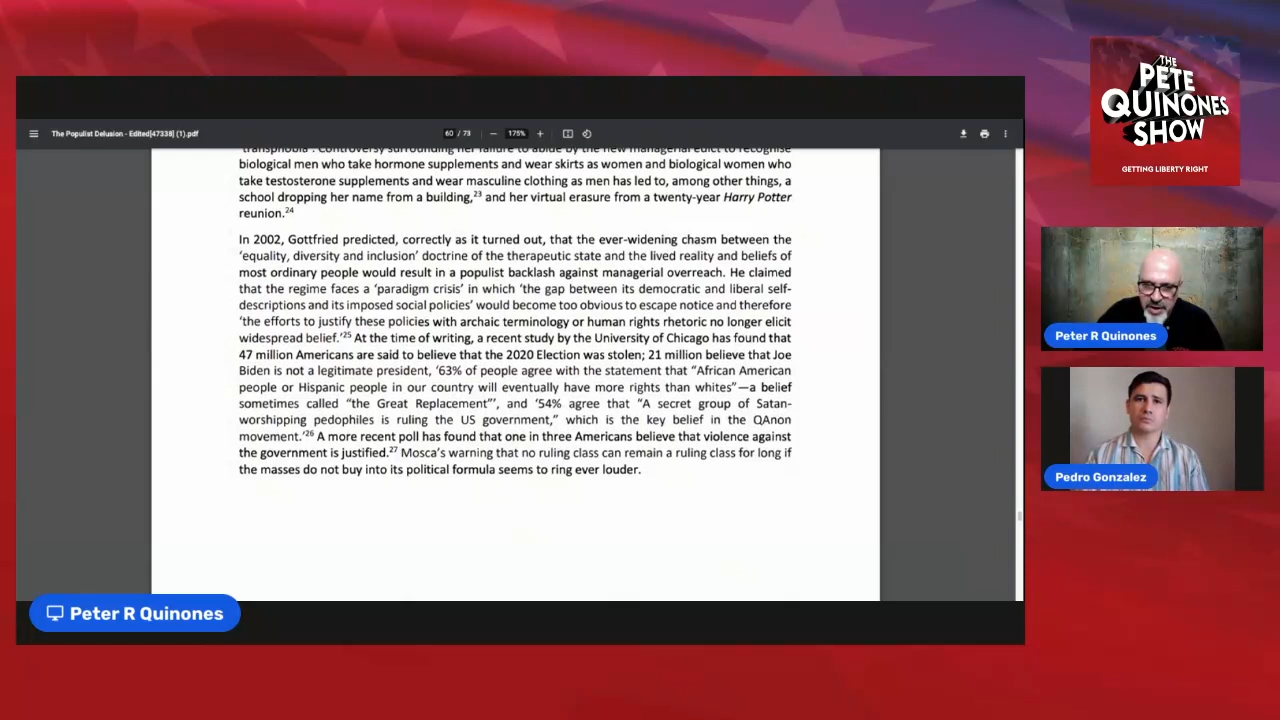 The Populist Delusion - Edited[47338] (1).pdf
60 / 73
175%
'transphobia'. Controversy surrounding her failure to abide by the new managerial edict to recognise
biological men who take hormone supplements and wear skirts as women and biological women who
take testosterone supplements and wear masculine clothing as men has led to, among other things, a
school dropping her name from a building,23 and her virtual erasure from a twenty-year Harry Potter
reunion.24
In 2002, Gottfried predicted, correctly as it turned out, that the ever-widening chasm between the
'equality, diversity and inclusion' doctrine of the therapeutic state and the lived reality and beliefs of
most ordinary people would result in a populist backlash against managerial overreach. He claimed
that the regime faces a 'paradigm crisis' in which 'the gap between its democratic and liberal self-
descriptions and its imposed social policies' would become too obvious to escape notice and therefore
'the efforts to justify these policies with archaic terminology or human rights rhetoric no longer elicit
widespread belief.'25 At the time of writing, a recent study by the University of Chicago has found that
47 million Americans are said to believe that the 2020 Election was stolen; 21 million believe that Joe
Biden is not a legitimate president, '63% of people agree with the statement that "African American
people or Hispanic people in our country will eventually have more rights than whites"—a belief
sometimes called "the Great Replacement"', and '54% agree that "A secret group of Satan-
worshipping pedophiles is ruling the US government," which is the key belief in the QAnon
movement.'26 A more recent poll has found that one in three Americans believe that violence against
the government is justified.27 Mosca's warning that no ruling class can remain a ruling class for long if
the masses do not buy into its political formula seems to ring ever louder.
Peter R Quinones
THE
PETE
QUINONES
SHOW
GETTING LIBERTY RIGHT
Peter R Quinones
Pedro Gonzalez